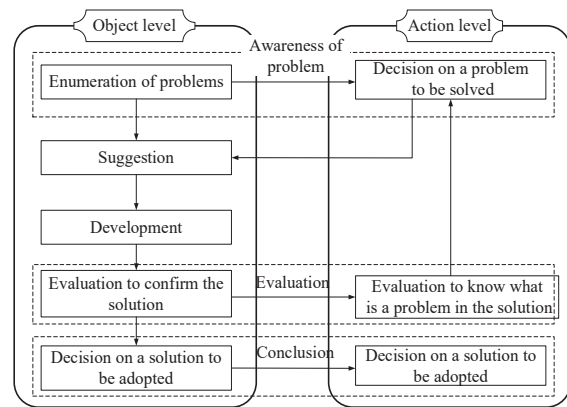 Object level
Action level
Awareness of
problem
Enumeration of problems
Decision on a problem
to be solved
Suggestion
Development
Evaluation to confirm the
solution
Evaluation
Evaluation to know what
is a problem in the solution
Decision on a solution to
be adopted
Conclusion
Decision on a solution to
be adopted